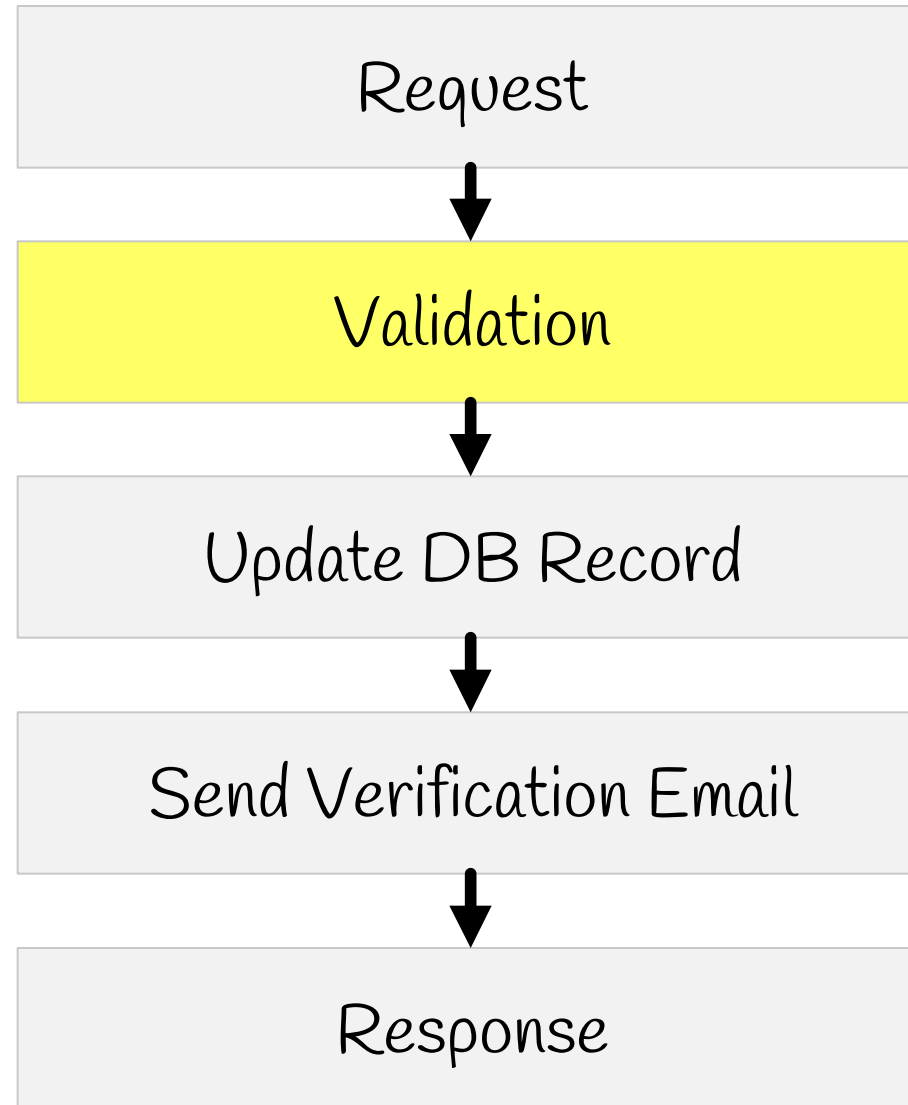 Request
Validation
Update DB Record
Send Verification Email
Response